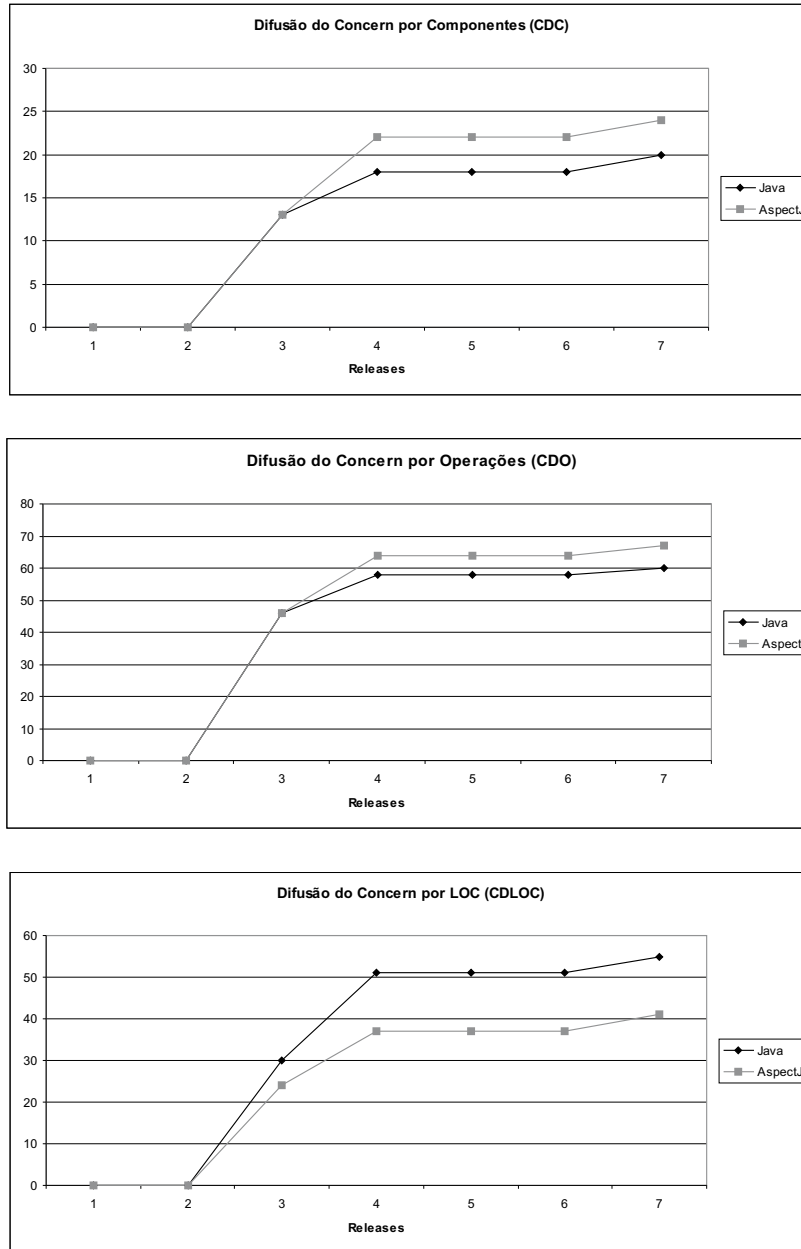 Difusão do Concern por Componentes (CDC)
30
25
20
15
10
5
0
1 2 3 4 5 6 7
Releases
Java
AspectJ
Difusão do Concern por Operações (CDO)
80
70
60
50
40
30
20
10
0
1 2 3 4 5 6 7
Releases
Java
Aspect
Difusão do Concern por LOC (CDLOC)
60
50
40
30
20
10
0
1 2 3 4 5 6 7
Releases
Java
AspectJ